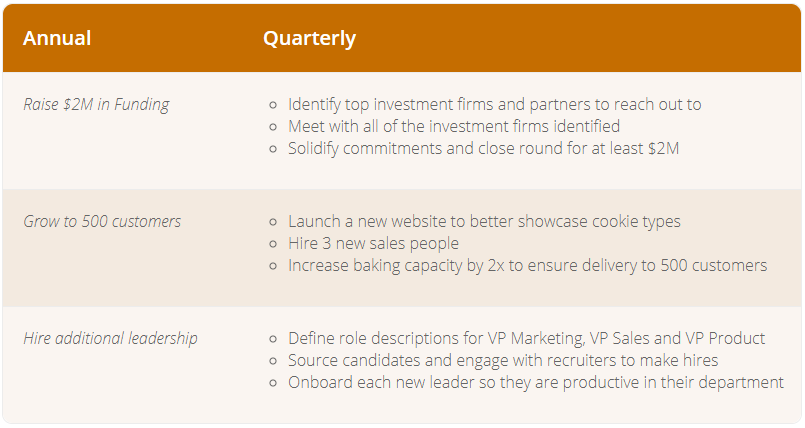 Annual Quarterly
Raise $2M in Funding
Identify top investment firms and partners to reach out to
Meet with all of the investment firms identified
Solidify commitments and close round for at least $2M
Grow to 500 customers
Launch a new website to better showcase cookie types
Hire 3 new sales people
Increase baking capacity by 2x to ensure delivery to 500 customers
Hire additional leadership
Define role descriptions for VP Marketing, VP Sales and VP Product
Source candidates and engage with recruiters to make hires
Onboard each new leader so they are productive in their department